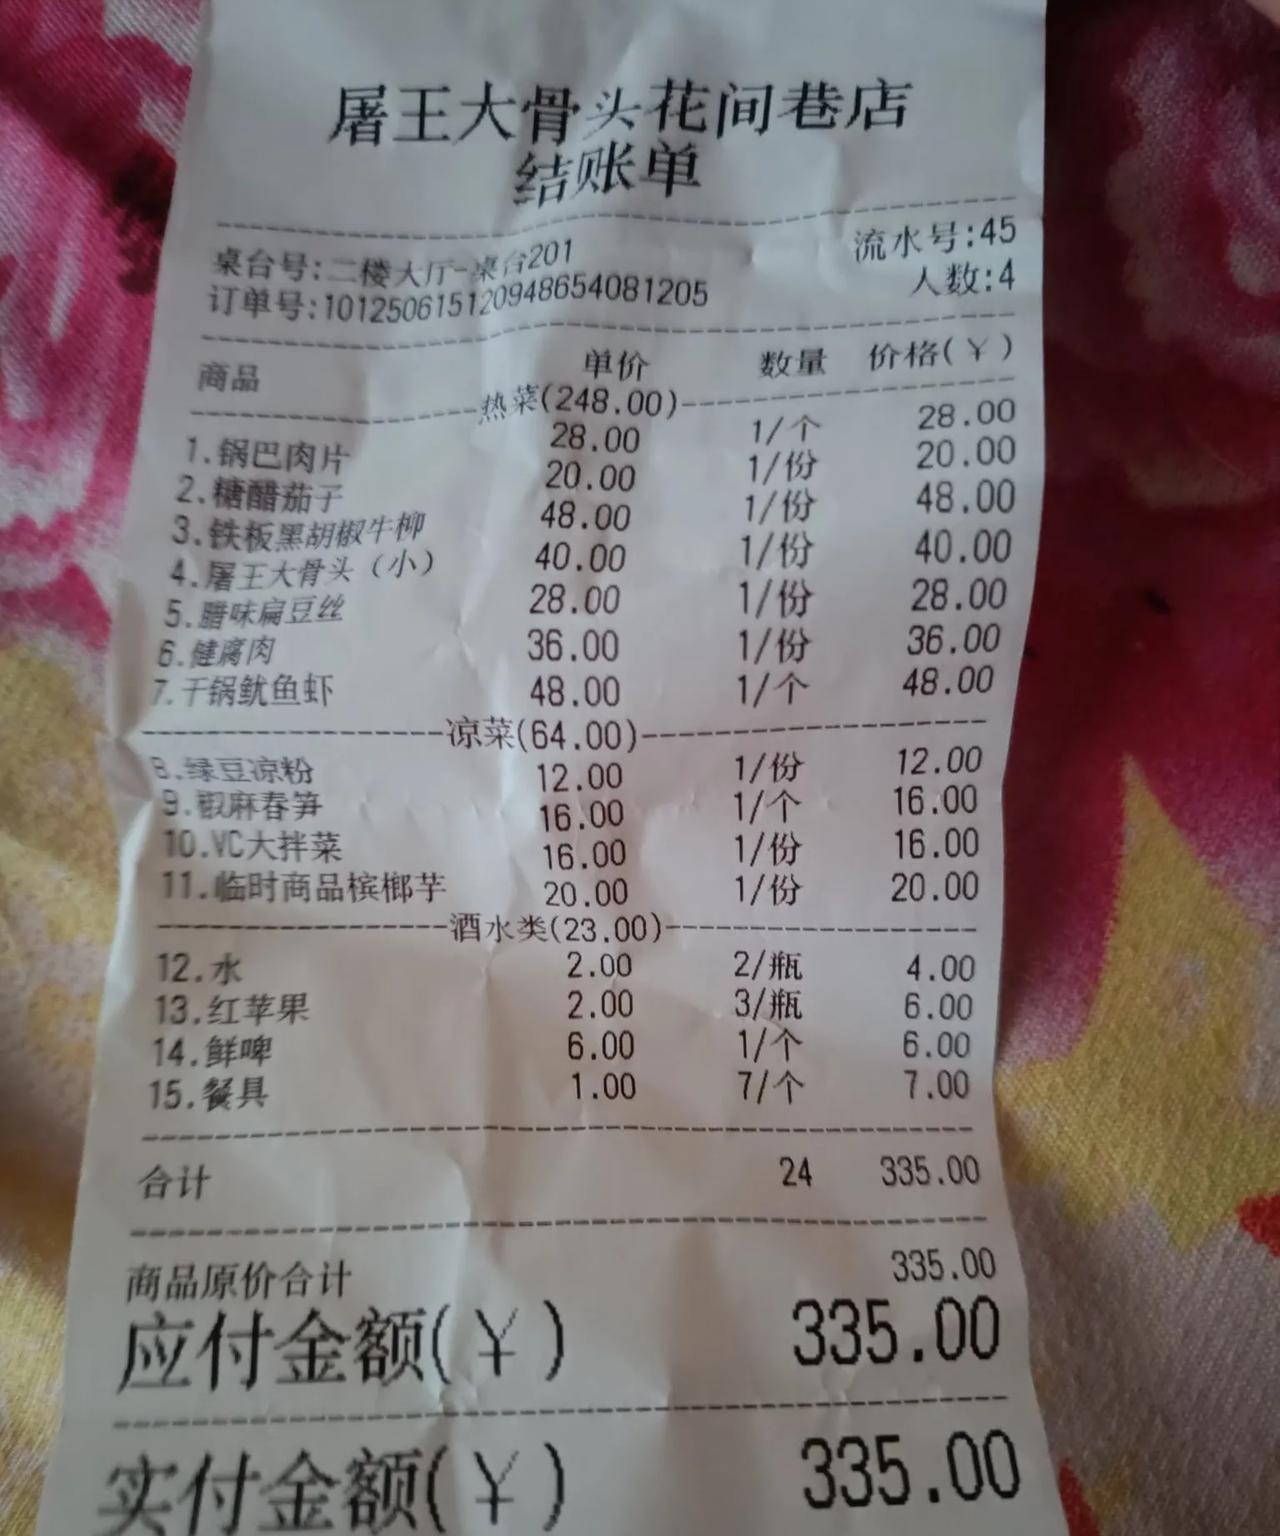 屠王大骨头花间巷店
结账单
流水号:45
桌台号:二楼大厅-桌台201
人数:4
订单号:101250615120948654081205
商品 单价 数量 价格(￥)
热菜(248.00)
1.锅巴肉片 28.00 1/个 28.00
2.糖醋茄子 20.00 1/份 20.00
3.铁板黑胡椒牛柳 48.00 1/份 48.00
4.屠王大骨头（小） 40.00 1/份 40.00
5.腊味扁豆丝 28.00 1/份 28.00
6.健腐肉 36.00 1/份 36.00
7.干锅鱿鱼虾 48.00 1/个 48.00
凉菜(64.00)
8.绿豆凉粉 12.00 1/份 12.00
9.椒麻春笋 16.00 1/个 16.00
10.VC大拌菜 16.00 1/份 16.00
11.临时商品槟榔芋 20.00 1/份 20.00
酒水类(23.00)
12.水 2.00 2/瓶 4.00
13.红苹果 2.00 3/瓶 6.00
14.鲜啤 6.00 1/个 6.00
15.餐具 1.00 7/个 7.00
合计 24 335.00
商品原价合计 335.00
应付金额(￥) 335.00
实付金额(￥) 335.00